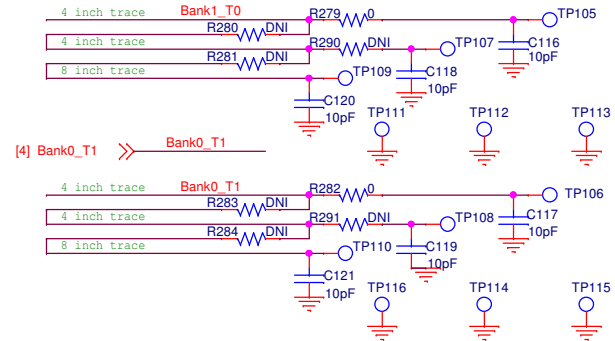 4 inch trace Bank1_T0 R279 0 TP105
R280 DNI
4 inch trace R290 DNI TP107 C116
10pF
R281 DNI
8 inch trace TP109 C118
10pF
C120
10pF
TP111 TP112 TP113
[4] Bank0_T1 Bank0_T1
4 inch trace Bank0_T1 R282 0 TP106
R283 DNI
4 inch trace R291 DNI TP108 C117
10pF
R284 DNI
8 inch trace TP110 C119
10pF
C121
10pF
TP116 TP114 TP115